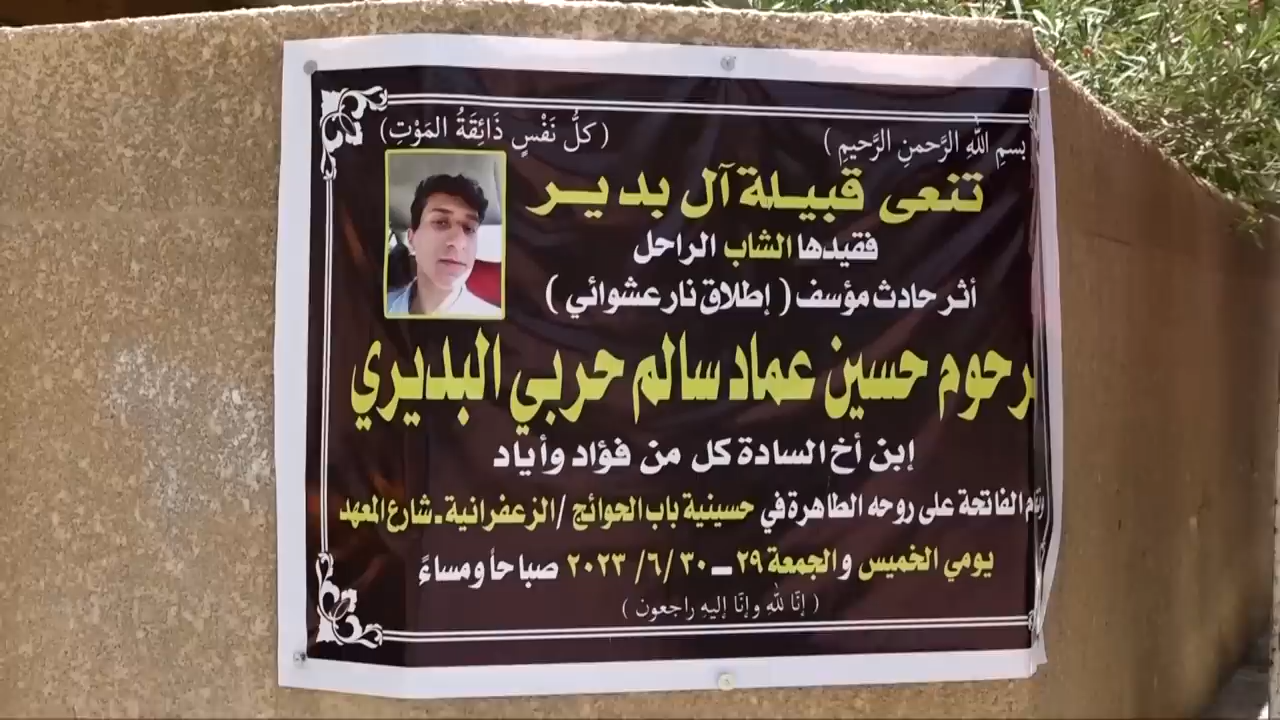 بسمِ اللهِ الرَّحمنِ الرَّحيمِ )
( كلُّ نَفْسٍ ذَائِقَةُ المَوْتِ)
تنعى قبيلة آل بدير
فقيدها الشاب الراحل
أثر حادث مؤسف ( إطلاق نار عشوائي )
رحوم حسين عماد سالم حربي البديري
إبن أخ السادة كل من فؤاد وأياد
الفاتحة على روحه الطاهرة في حسينية باب الحوائج / الزعفرانية ـ شارع المعهد
يومي الخميس والجمعة ٢٩ ــ ٣٠ /٦/ ٢٠٢٣ صباحاً ومساءً
( إنَّا للهِ وإنَّا إليهِ راجعون )